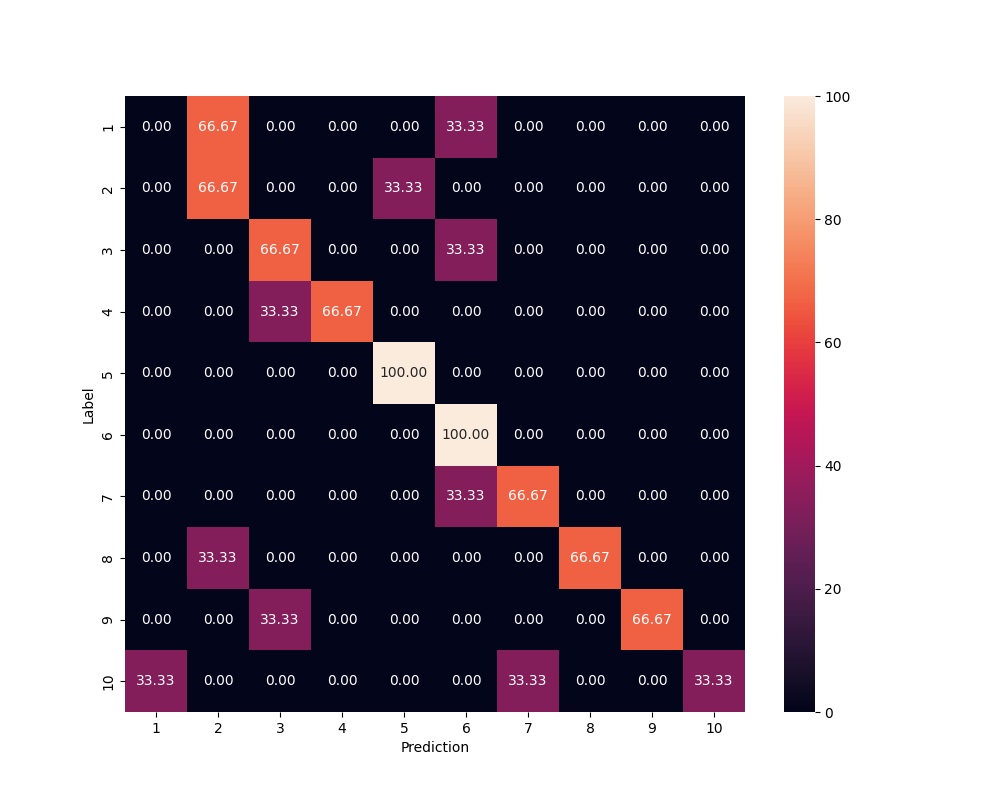 1 0.00 66.67 0.00 0.00 0.00 33.33 0.00 0.00 0.00 0.00
2 0.00 66.67 0.00 0.00 33.33 0.00 0.00 0.00 0.00 0.00
3 0.00 0.00 66.67 0.00 0.00 33.33 0.00 0.00 0.00 0.00
4 0.00 0.00 33.33 66.67 0.00 0.00 0.00 0.00 0.00 0.00
5 0.00 0.00 0.00 0.00 100.00 0.00 0.00 0.00 0.00 0.00
6 0.00 0.00 0.00 0.00 0.00 100.00 0.00 0.00 0.00 0.00
7 0.00 0.00 0.00 0.00 0.00 33.33 66.67 0.00 0.00 0.00
8 0.00 33.33 0.00 0.00 0.00 0.00 0.00 66.67 0.00 0.00
9 0.00 0.00 33.33 0.00 0.00 0.00 0.00 0.00 66.67 0.00
10 33.33 0.00 0.00 0.00 0.00 0.00 33.33 0.00 0.00 33.33
1 2 3 4 5 6 7 8 9 10
Prediction
Label
100
80
60
40
20
0